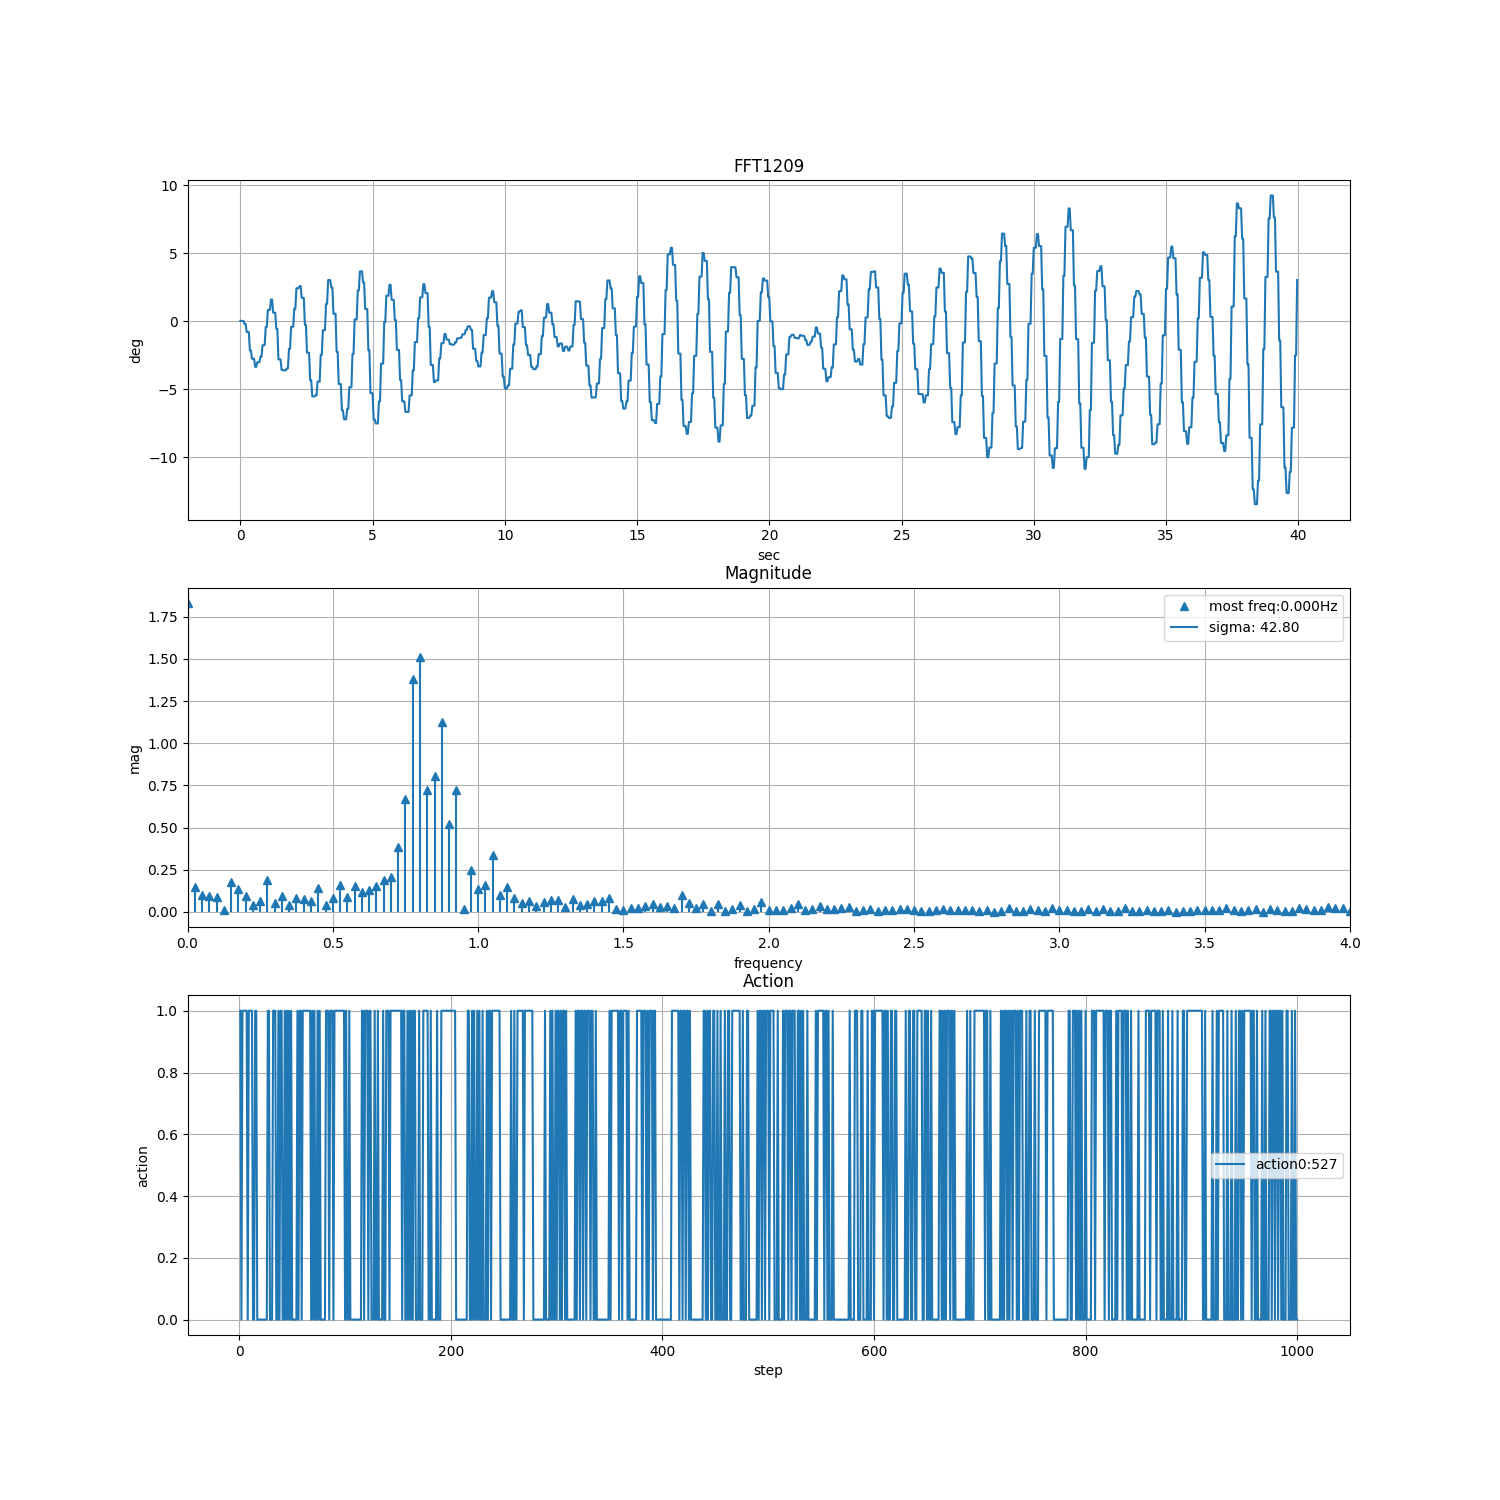 FFT1209
10
5
0
−5
−10
deg
0 5 10 15 20 25 30 35 40
sec
Magnitude
1.75
1.50
1.25
1.00
0.75
0.50
0.25
0.00
mag
most freq:0.000Hz
sigma: 42.80
0.0 0.5 1.0 1.5 2.0 2.5 3.0 3.5 4.0
frequency
Action
1.0
0.8
0.6
0.4
0.2
0.0
action
action0:527
0 200 400 600 800 1000
step